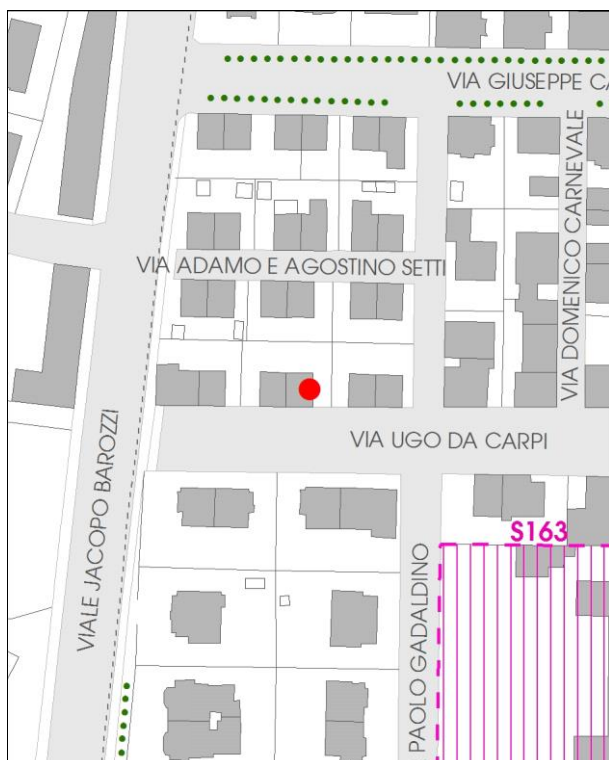 VIA GIUSEPPE CA
VIA DOMENICO CARNEVALE
VIA ADAMO E AGOSTINO SETTI
VIALE JACOPO BAROZZI
VIA UGO DA CARPI
S163
PAOLO GADALDINO